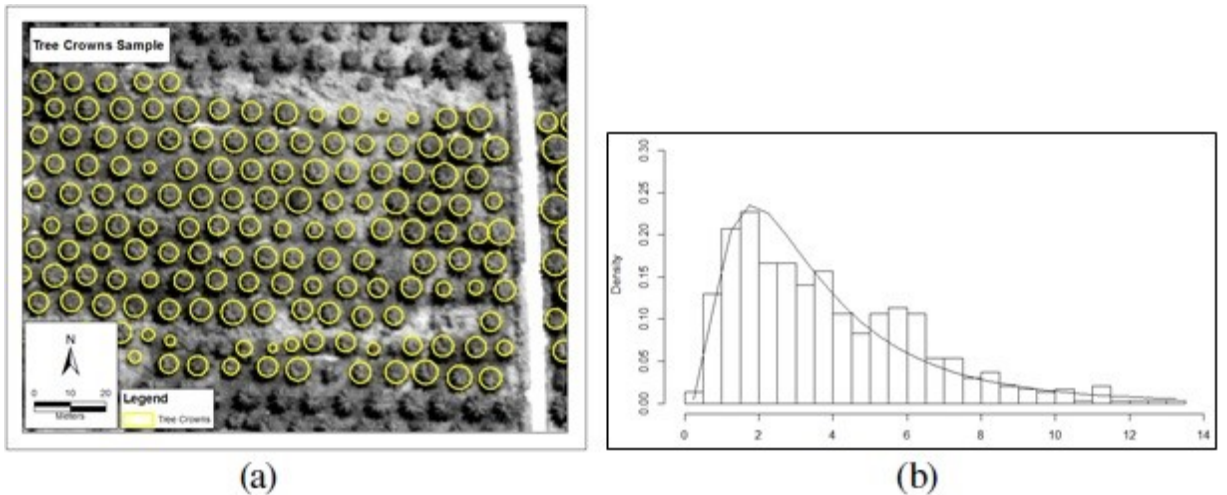 Tree Crowns Sample
N
0 10 20
Meters
Legend
Tree Crowns
(a)
0.30
0.25
0.20
0.15
0.10
0.05
0.00
Density
0 2 4 6 8 10 12 14
(b)